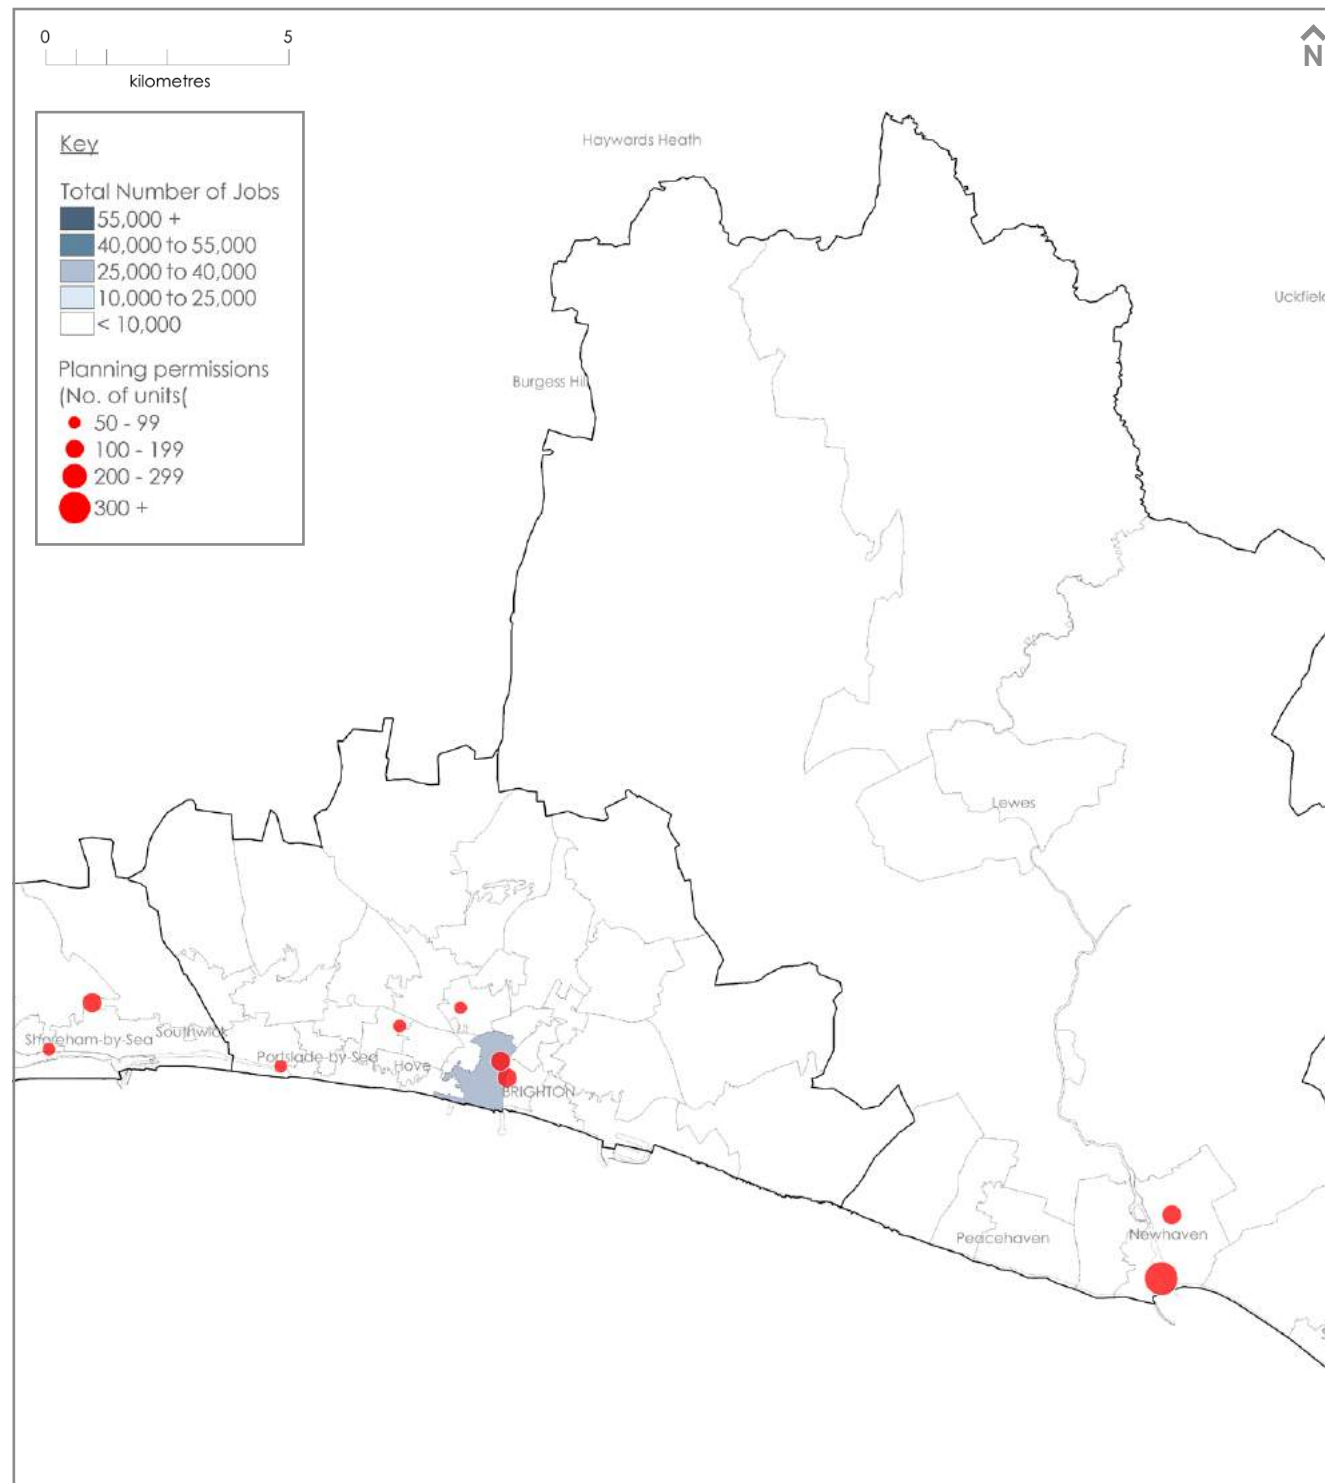 0 5
kilometres
N
Key
Total Number of Jobs
55,000 +
40,000 to 55,000
25,000 to 40,000
10,000 to 25,000
< 10,000
Planning permissions
(No. of units(
50 - 99
100 - 199
200 - 299
300 +
Haywards Heath
Uckfield
Burgess Hill
Lewes
Shoreham-by-Sea
Southwick
Portslade-by-Sea
Hove
BRIGHTON
Peacehaven
Newhaven
S